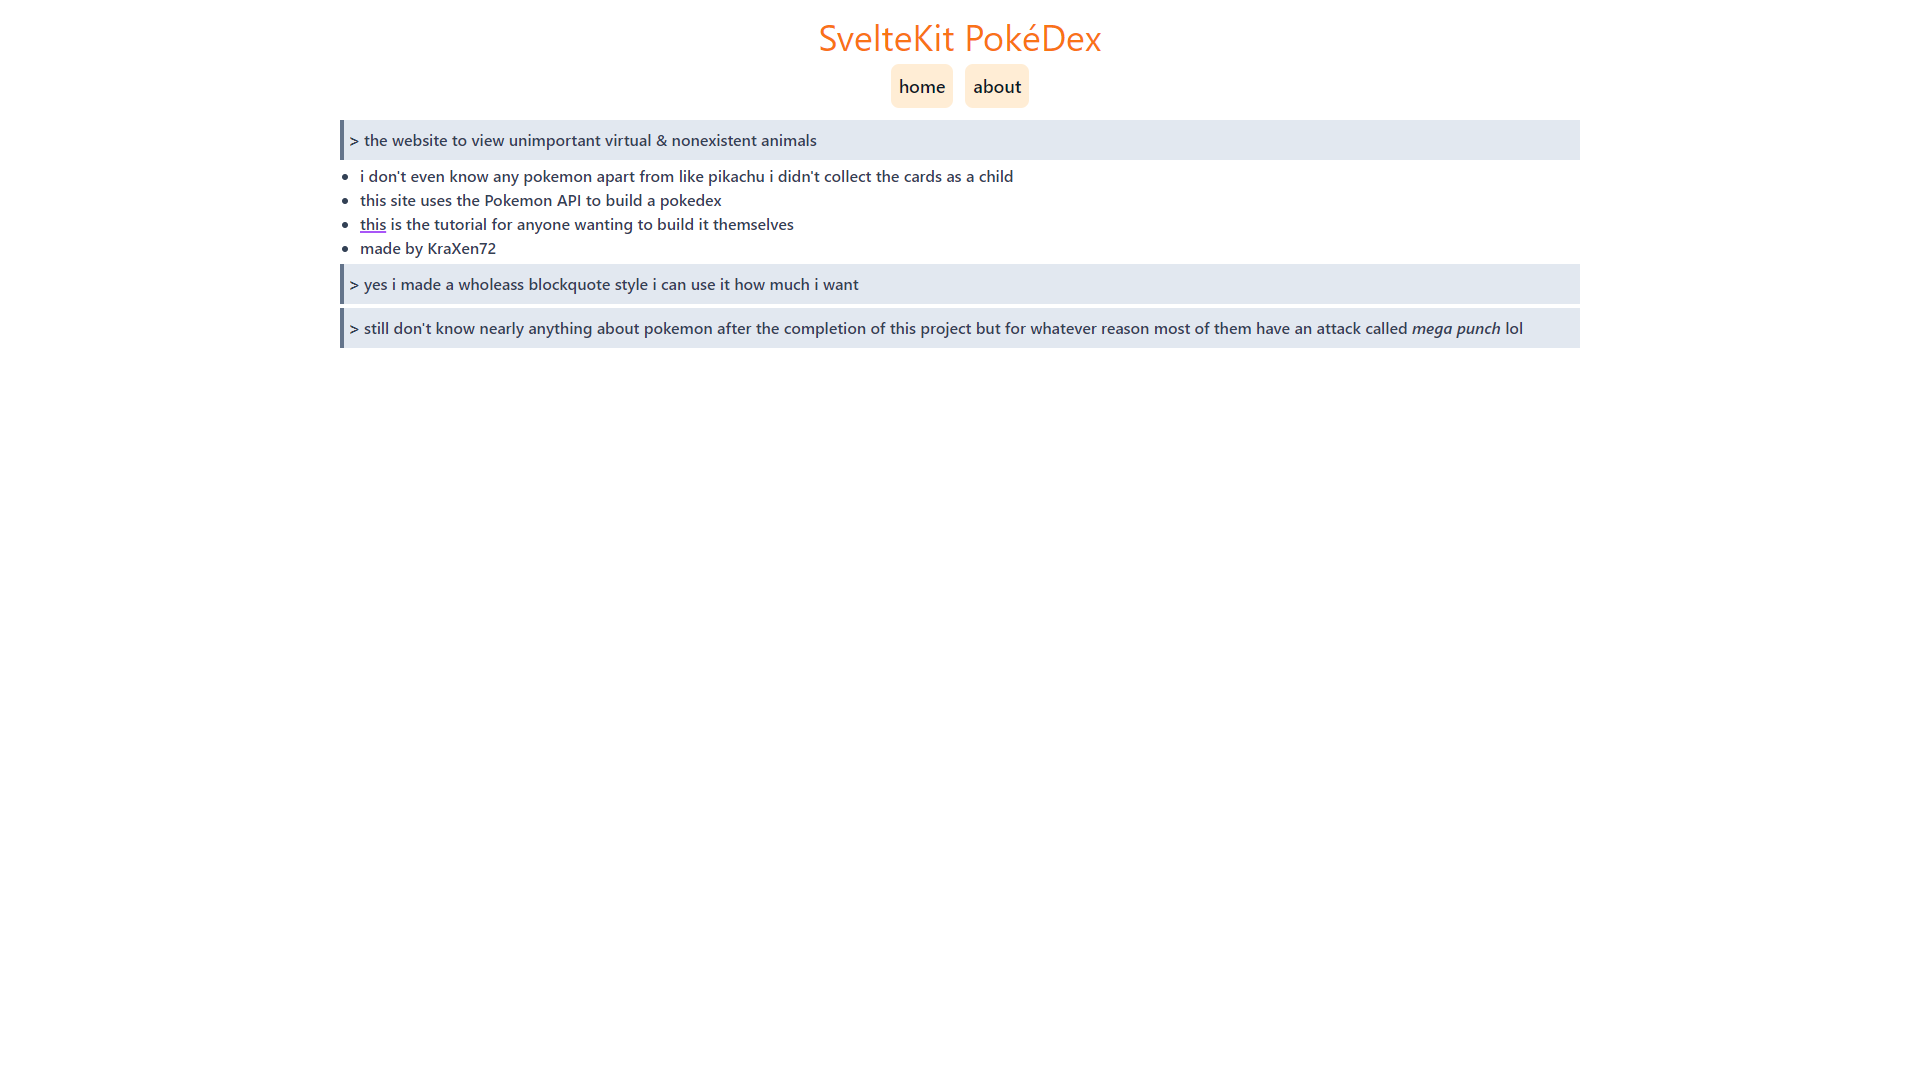 SvelteKit PokéDex
home about
> the website to view unimportant virtual & nonexistent animals
• i don't even know any pokemon apart from like pikachu i didn't collect the cards as a child
• this site uses the Pokemon API to build a pokedex
• this is the tutorial for anyone wanting to build it themselves
• made by KraXen72
> yes i made a wholeass blockquote style i can use it how much i want
> still don't know nearly anything about pokemon after the completion of this project but for whatever reason most of them have an attack called mega punch lol